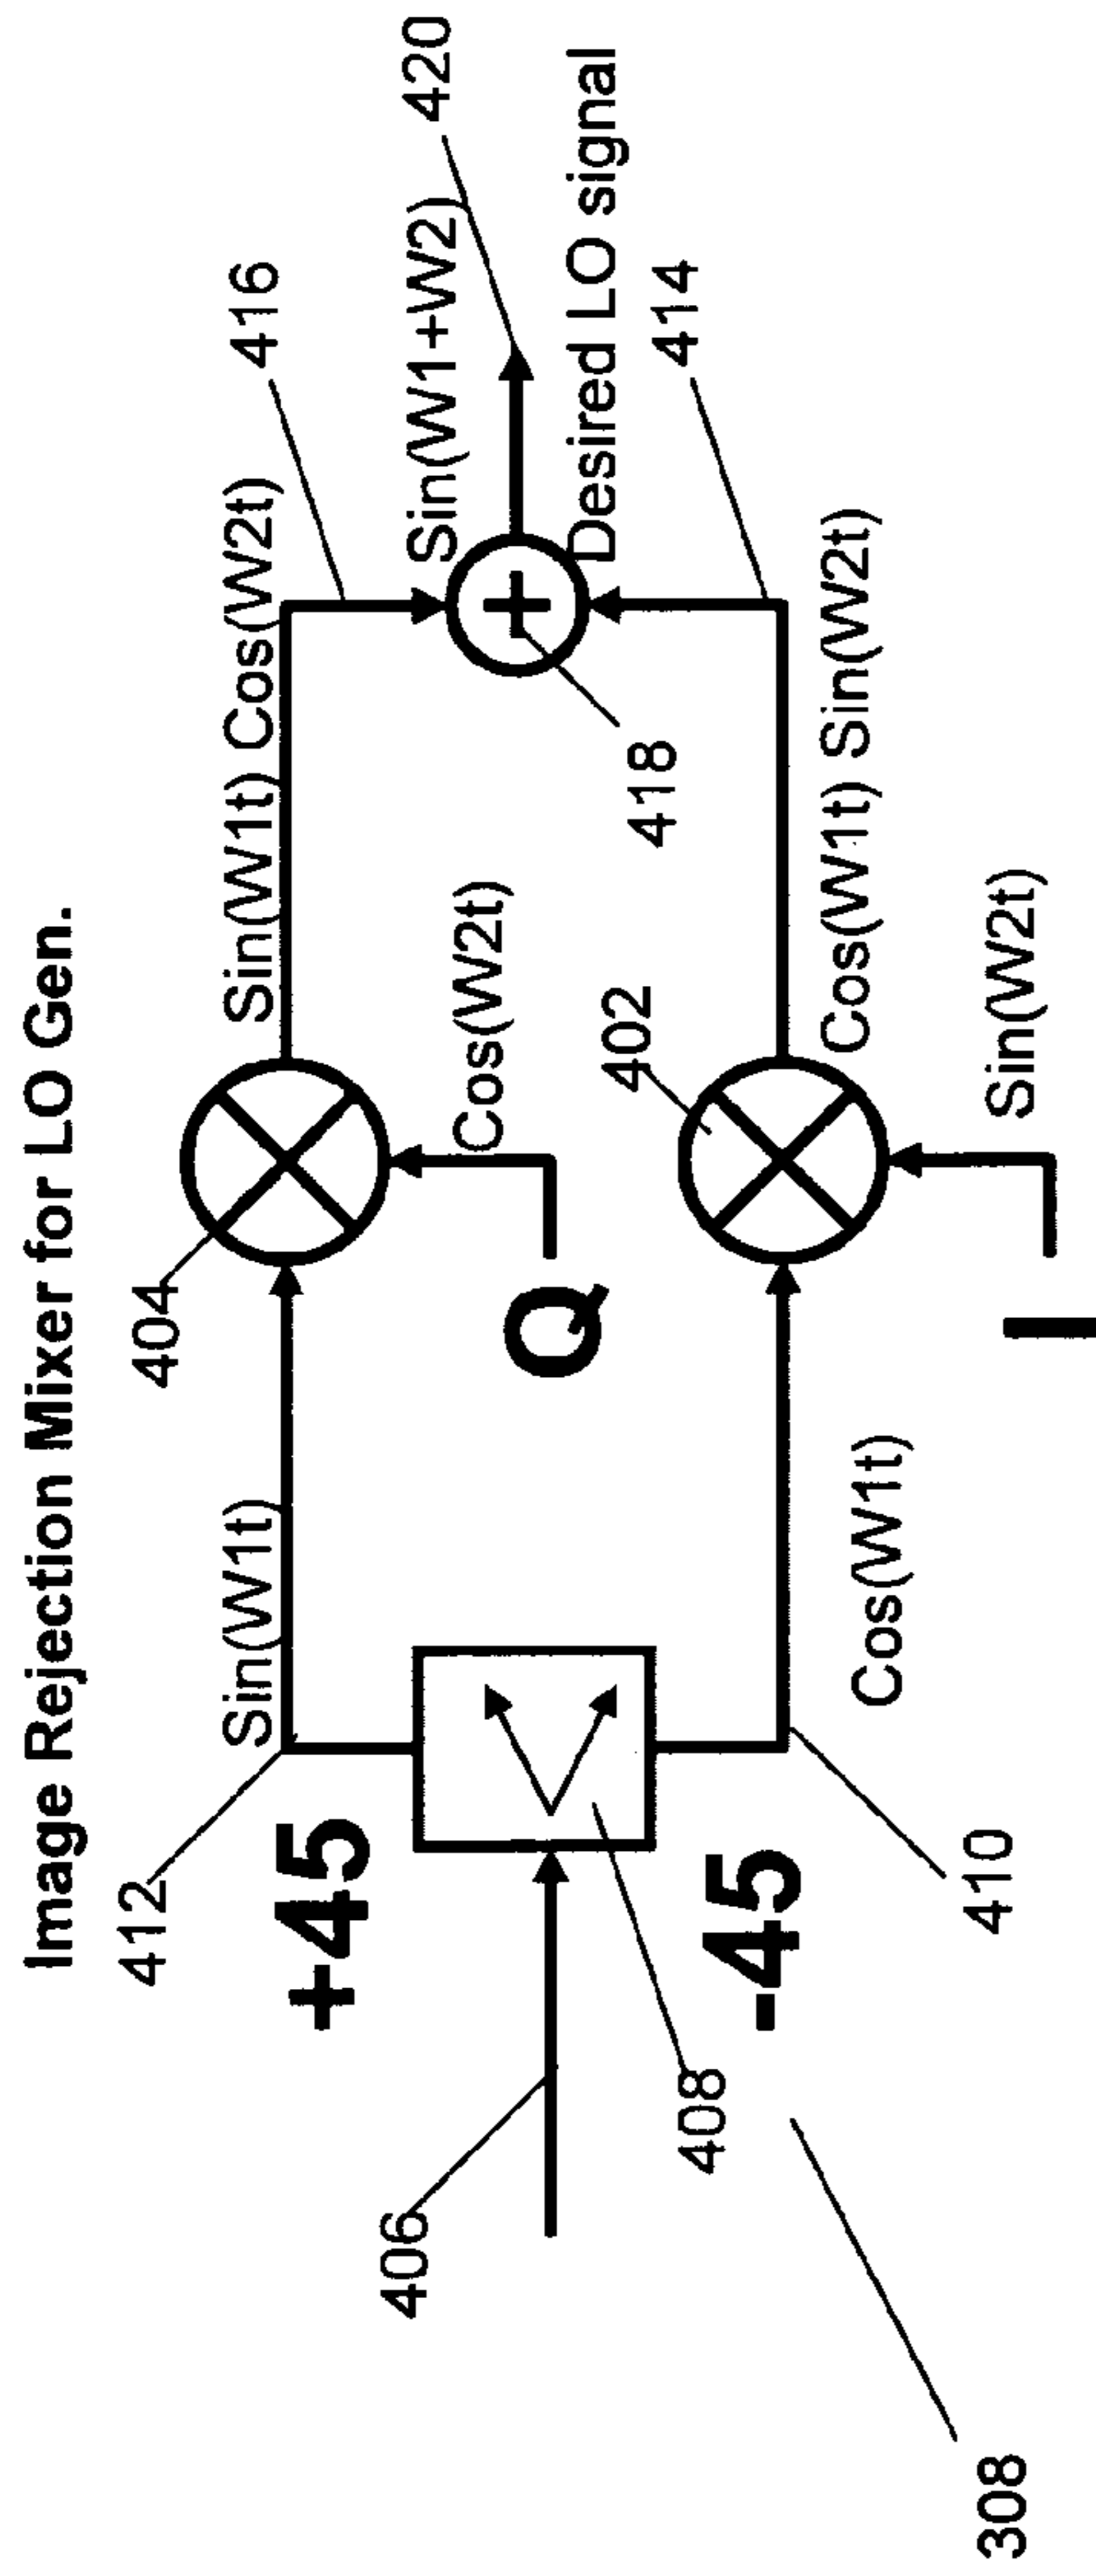 Image Rejection Mixer for LO Gen.
412
Sin(W1t)
404
Sin(W1t) Cos(W2t)
416
+45
Q
Cos(W2t)
Sin(W1+W2)
420
406
408
402
418
Desired LO signal
414
-45
Cos(W1t)
Cos(W1t) Sin(W2t)
410
I
Sin(W2t)
308